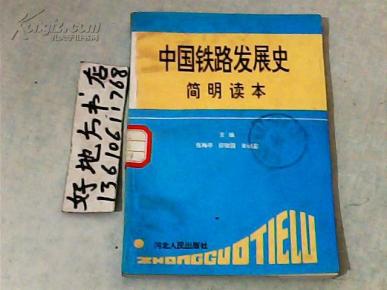 中国铁路发展史
简明读本
主编
河北人民出版社
ZHONGGUOTIELU
好地方书店
13610611768